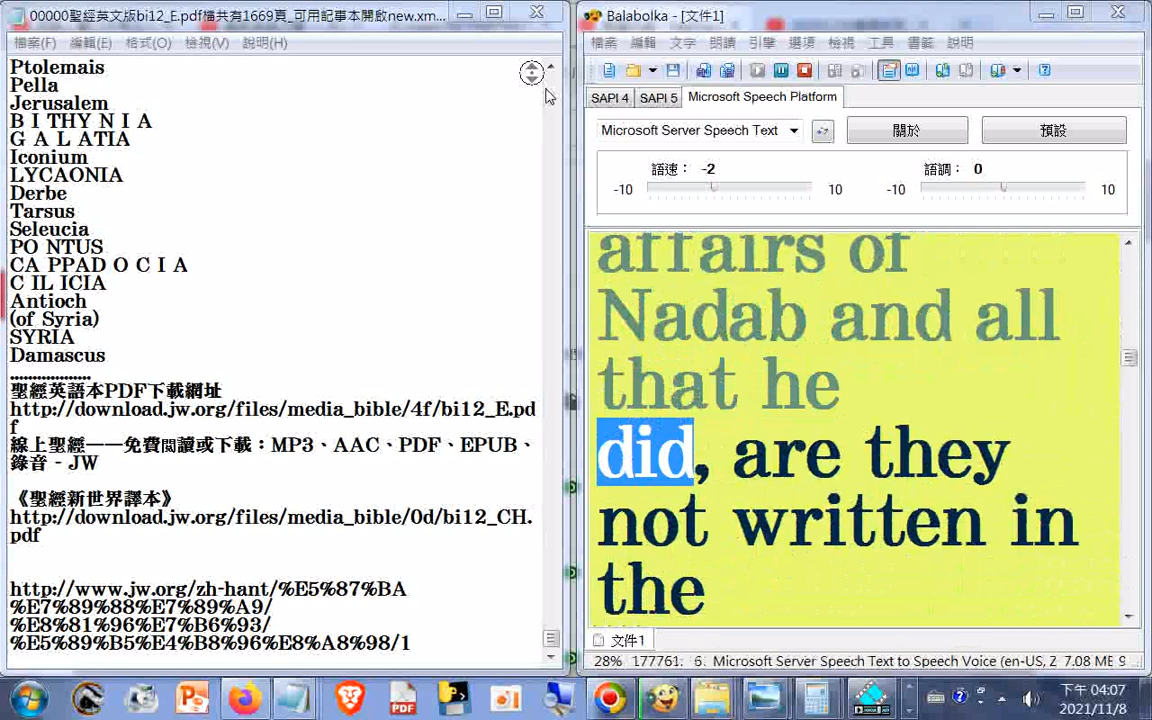 00000聖經英文版bi12_E.pdf檔共有1669頁_可用記事本開啟new.xm...
檔案(F) 編輯(E) 格式(O) 檢視(V) 說明(H)
Ptolemais
Pella
Jerusalem
B I THY N I A
G A L ATIA
Iconium
LYCAONIA
Derbe
Tarsus
Seleucia
PO NTUS
CA PPAD O C I A
C IL ICIA
Antioch
(of Syria)
SYRIA
Damascus
..................
聖經英語本PDF下載網址
http://download.jw.org/files/media_bible/4f/bi12_E.pd
f
線上聖經——免費閱讀或下載：MP3、AAC、PDF、EPUB、
錄音 - JW
《聖經新世界譯本》
http://download.jw.org/files/media_bible/0d/bi12_CH.
pdf
http://www.jw.org/zh-hant/%E5%87%BA
%E7%89%88%E7%89%A9/
%E8%81%96%E7%B6%93/
%E5%89%B5%E4%B8%96%E8%A8%98/1
Balabolka - [文件1]
檔案 編輯 文字 朗讀 引擎 選項 檢視 工具 書籤 說明
SAPI 4 SAPI 5 Microsoft Speech Platform
Microsoft Server Speech Text 關於 預設
語速： -2 語調： 0
-10 10 -10 10
affairs of
Nadab and all
that he
did, are they
not written in
the
文件1
28% 177761. 6. Microsoft Server Speech Text to Speech Voice (en-US, Z 7.08 MB 9
PDF
下午 04:07
2021/11/8